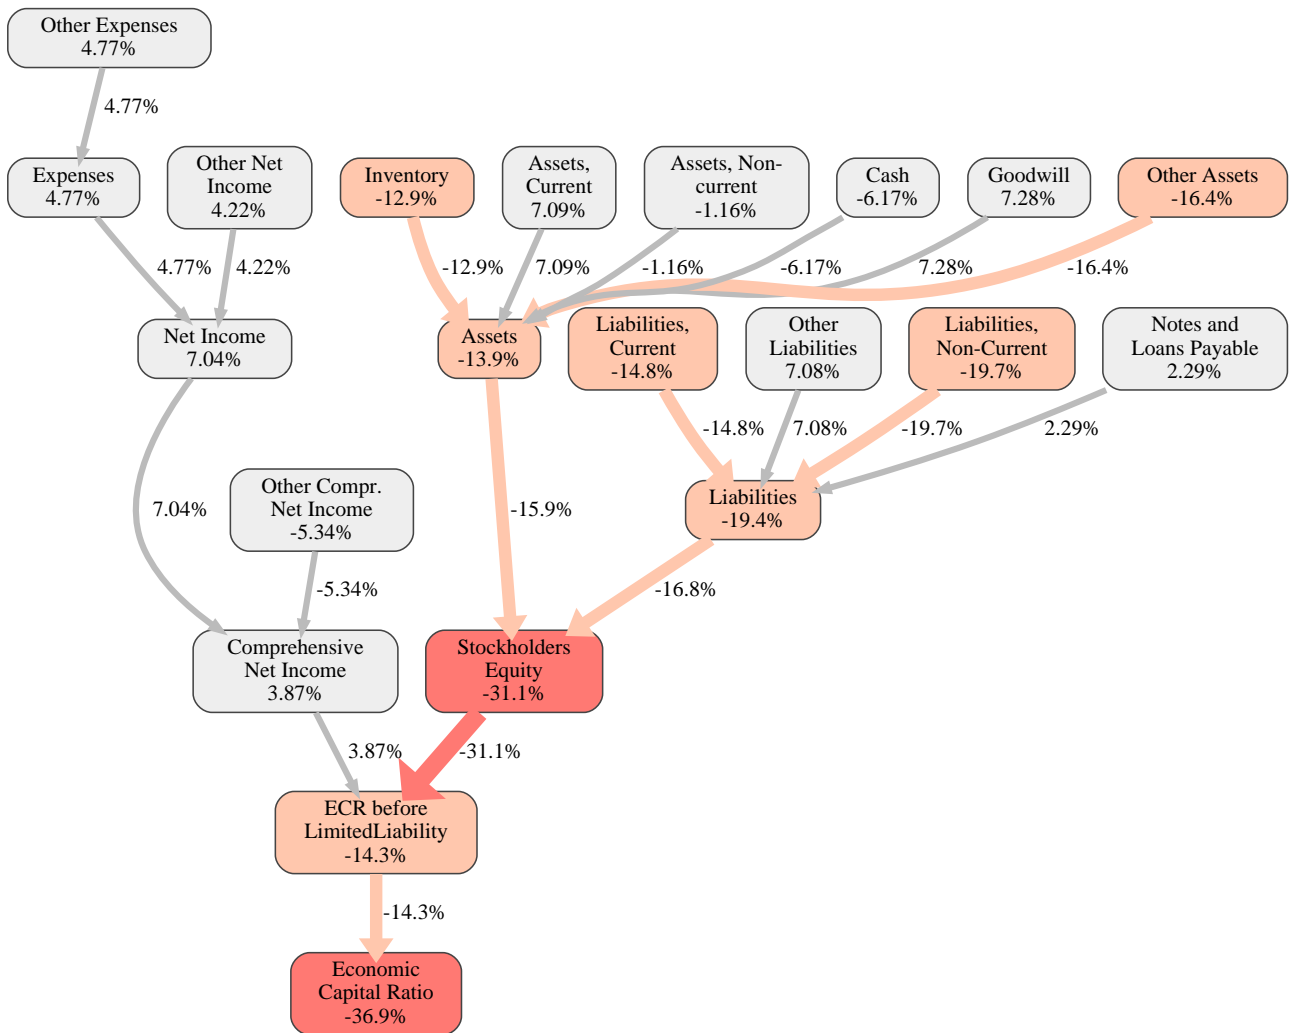 Other Expenses
4.77%
4.77%
Expenses
4.77%
Other Net
Income
4.22%
Inventory
-12.9%
Assets,
Current
7.09%
Assets, Non-
current
-1.16%
Cash
-6.17%
Goodwill
7.28%
Other Assets
-16.4%
4.77%
4.22%
-12.9%
7.09%
-1.16%
-6.17%
7.28%
-16.4%
Net Income
7.04%
Assets
-13.9%
Liabilities,
Current
-14.8%
Other
Liabilities
7.08%
Liabilities,
Non-Current
-19.7%
Notes and
Loans Payable
2.29%
-14.8%
7.08%
-19.7%
2.29%
7.04%
Other Compr.
Net Income
-5.34%
-15.9%
Liabilities
-19.4%
-5.34%
-16.8%
Comprehensive
Net Income
3.87%
Stockholders
Equity
-31.1%
3.87%
-31.1%
ECR before
LimitedLiability
-14.3%
-14.3%
Economic
Capital Ratio
-36.9%